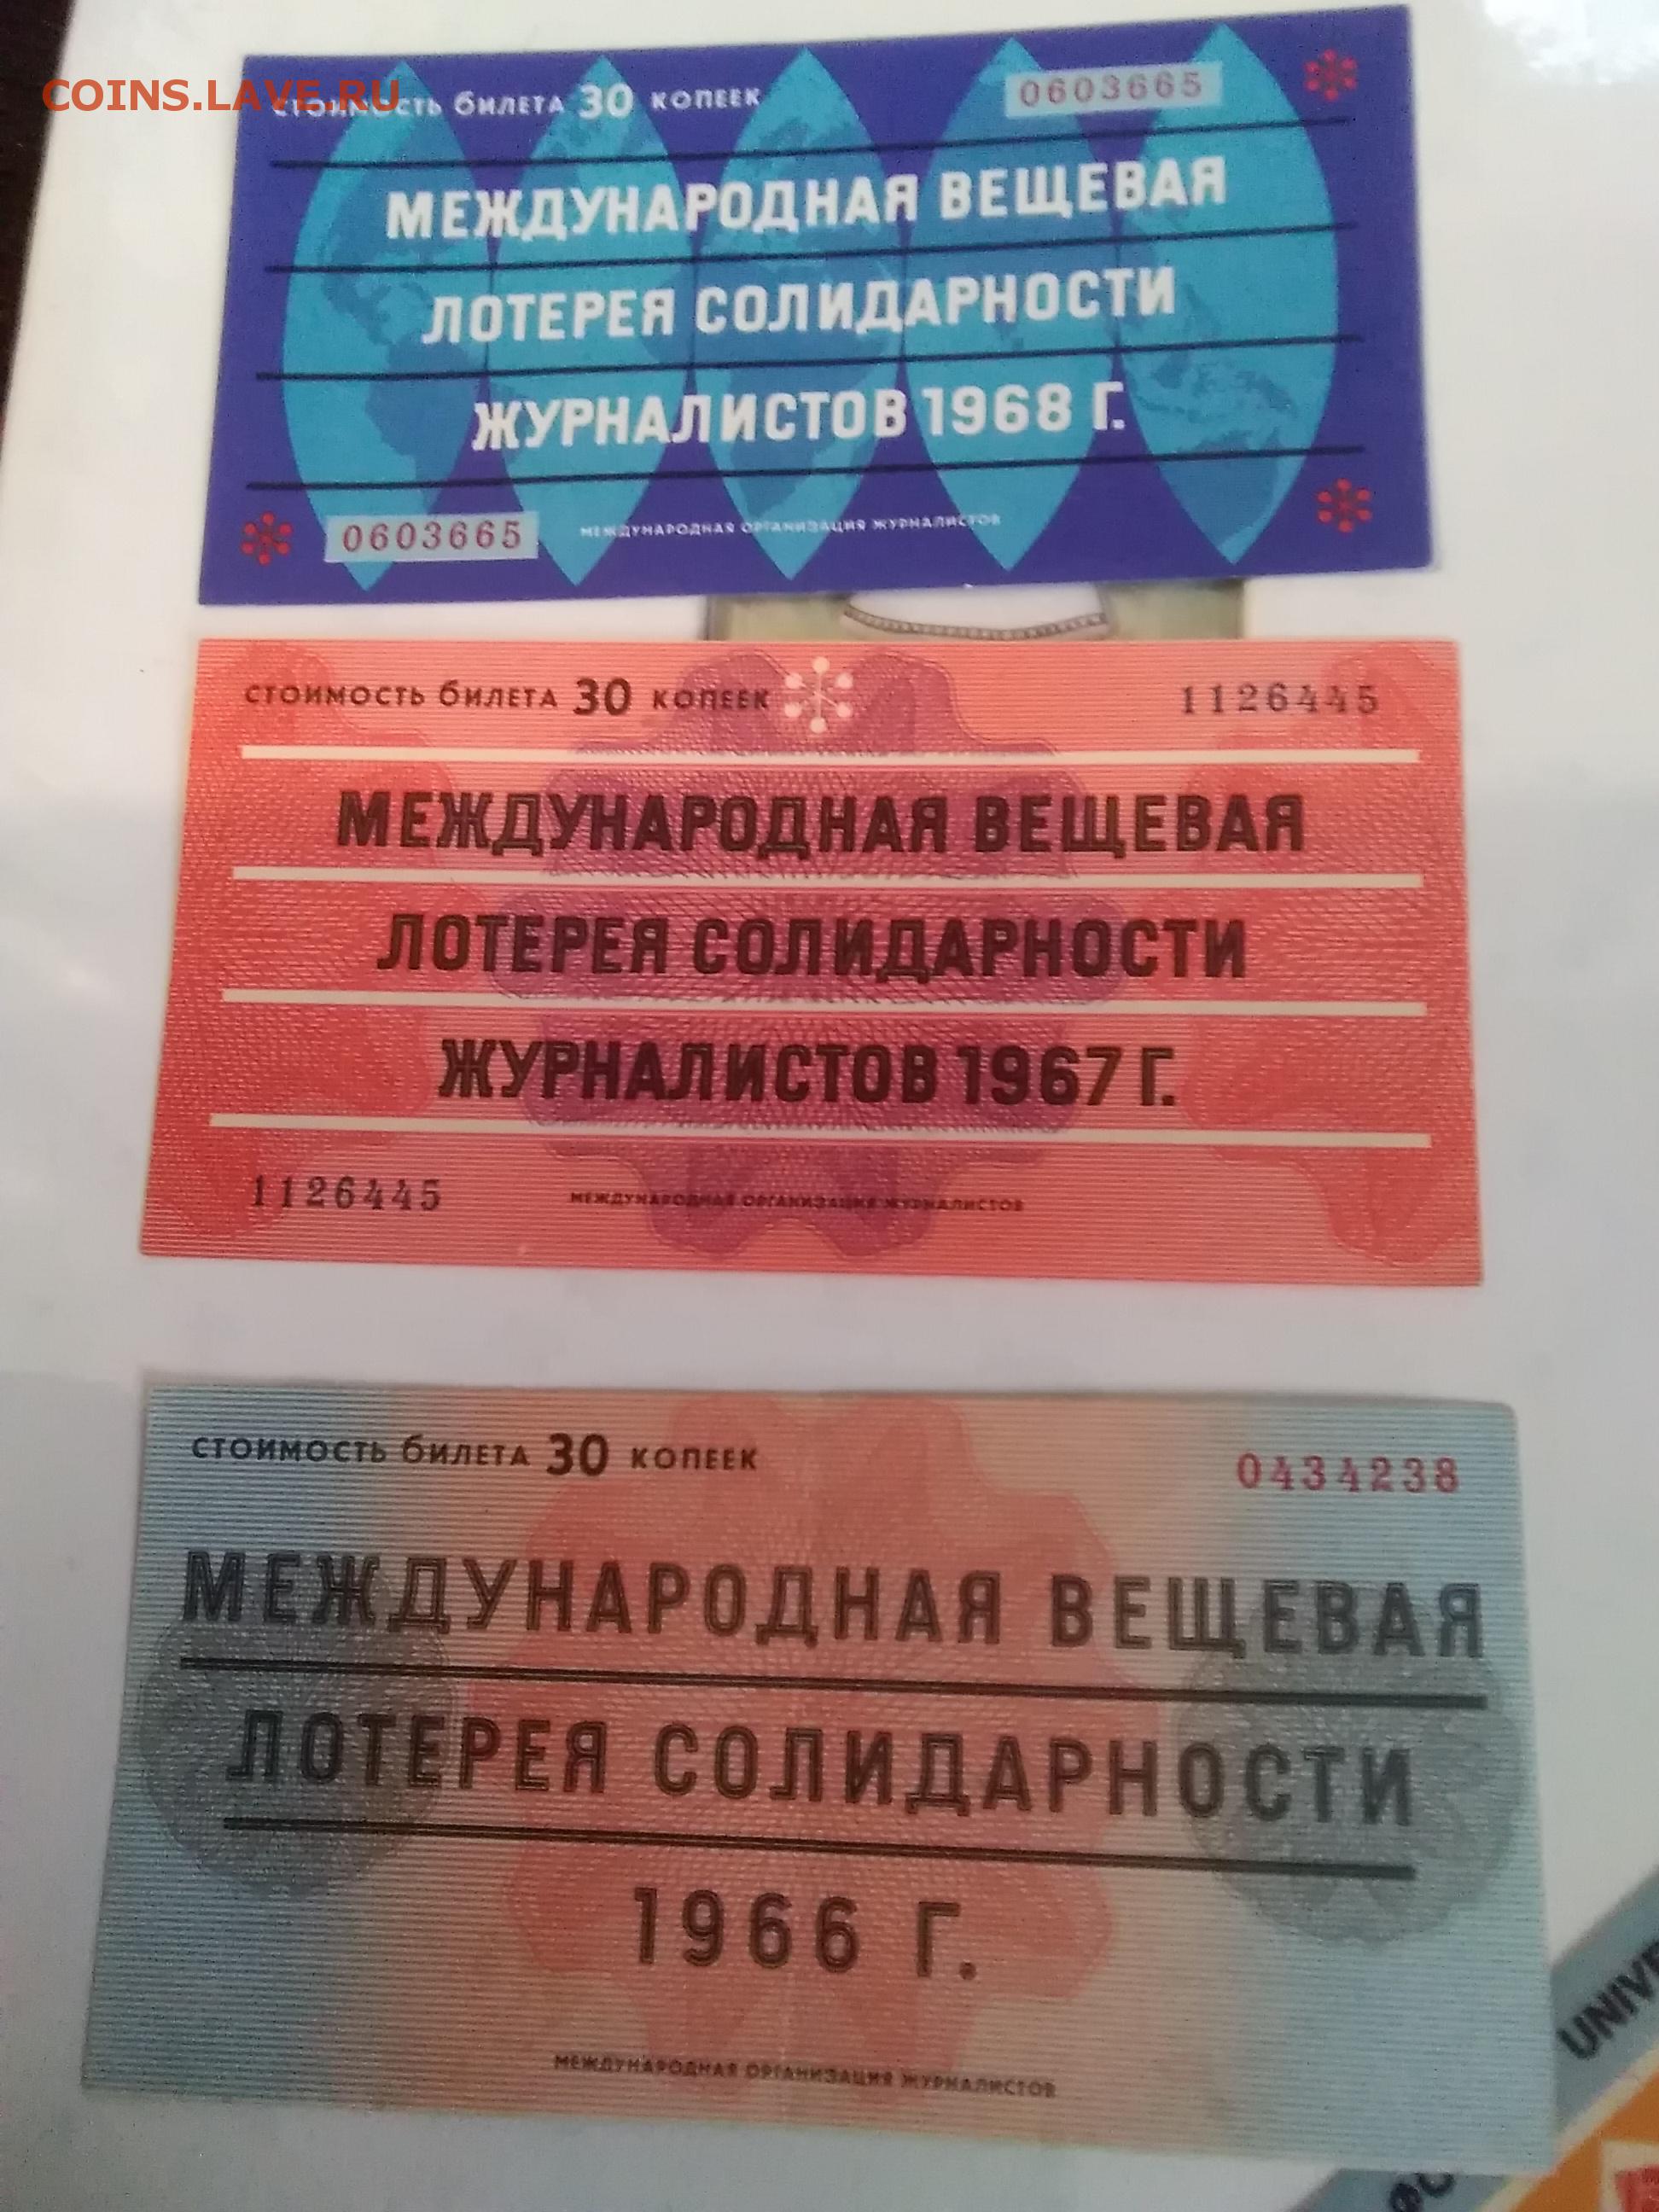 COINS.LAVE.RU
СТОИМОСТЬ БИЛЕТА 30 КОПЕЕК
0603665
МЕЖДУНАРОДНАЯ ВЕЩЕВАЯ
ЛОТЕРЕЯ СОЛИДАРНОСТИ
ЖУРНАЛИСТОВ 1968 Г.
0603665
МЕЖДУНАРОДНАЯ ОРГАНИЗАЦИЯ ЖУРНАЛИСТОВ
СТОИМОСТЬ БИЛЕТА 30 КОПЕЕК
1126445
МЕЖДУНАРОДНАЯ ВЕЩЕВАЯ
ЛОТЕРЕЯ СОЛИДАРНОСТИ
ЖУРНАЛИСТОВ 1967 Г.
1126445
МЕЖДУНАРОДНАЯ ОРГАНИЗАЦИЯ ЖУРНАЛИСТОВ
СТОИМОСТЬ БИЛЕТА 30 КОПЕЕК
0434238
МЕЖДУНАРОДНАЯ ВЕЩЕВАЯ
ЛОТЕРЕЯ СОЛИДАРНОСТИ
1966 Г.
МЕЖДУНАРОДНАЯ ОРГАНИЗАЦИЯ ЖУРНАЛИСТОВ
UNIVE